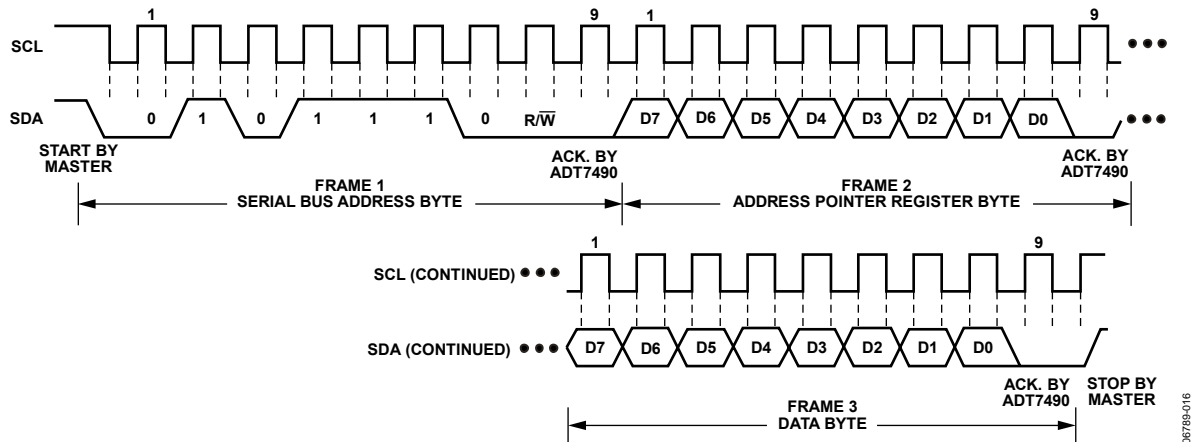 1 9 1 9
SCL
SDA 0 1 0 1 1 1 0 R/W̅ D7 D6 D5 D4 D3 D2 D1 D0
START BY
MASTER
ACK. BY
ADT7490
ACK. BY
ADT7490
FRAME 1
SERIAL BUS ADDRESS BYTE
FRAME 2
ADDRESS POINTER REGISTER BYTE
1 9
SCL (CONTINUED)
SDA (CONTINUED) D7 D6 D5 D4 D3 D2 D1 D0
ACK. BY
ADT7490
STOP BY
MASTER
FRAME 3
DATA BYTE
06789-016